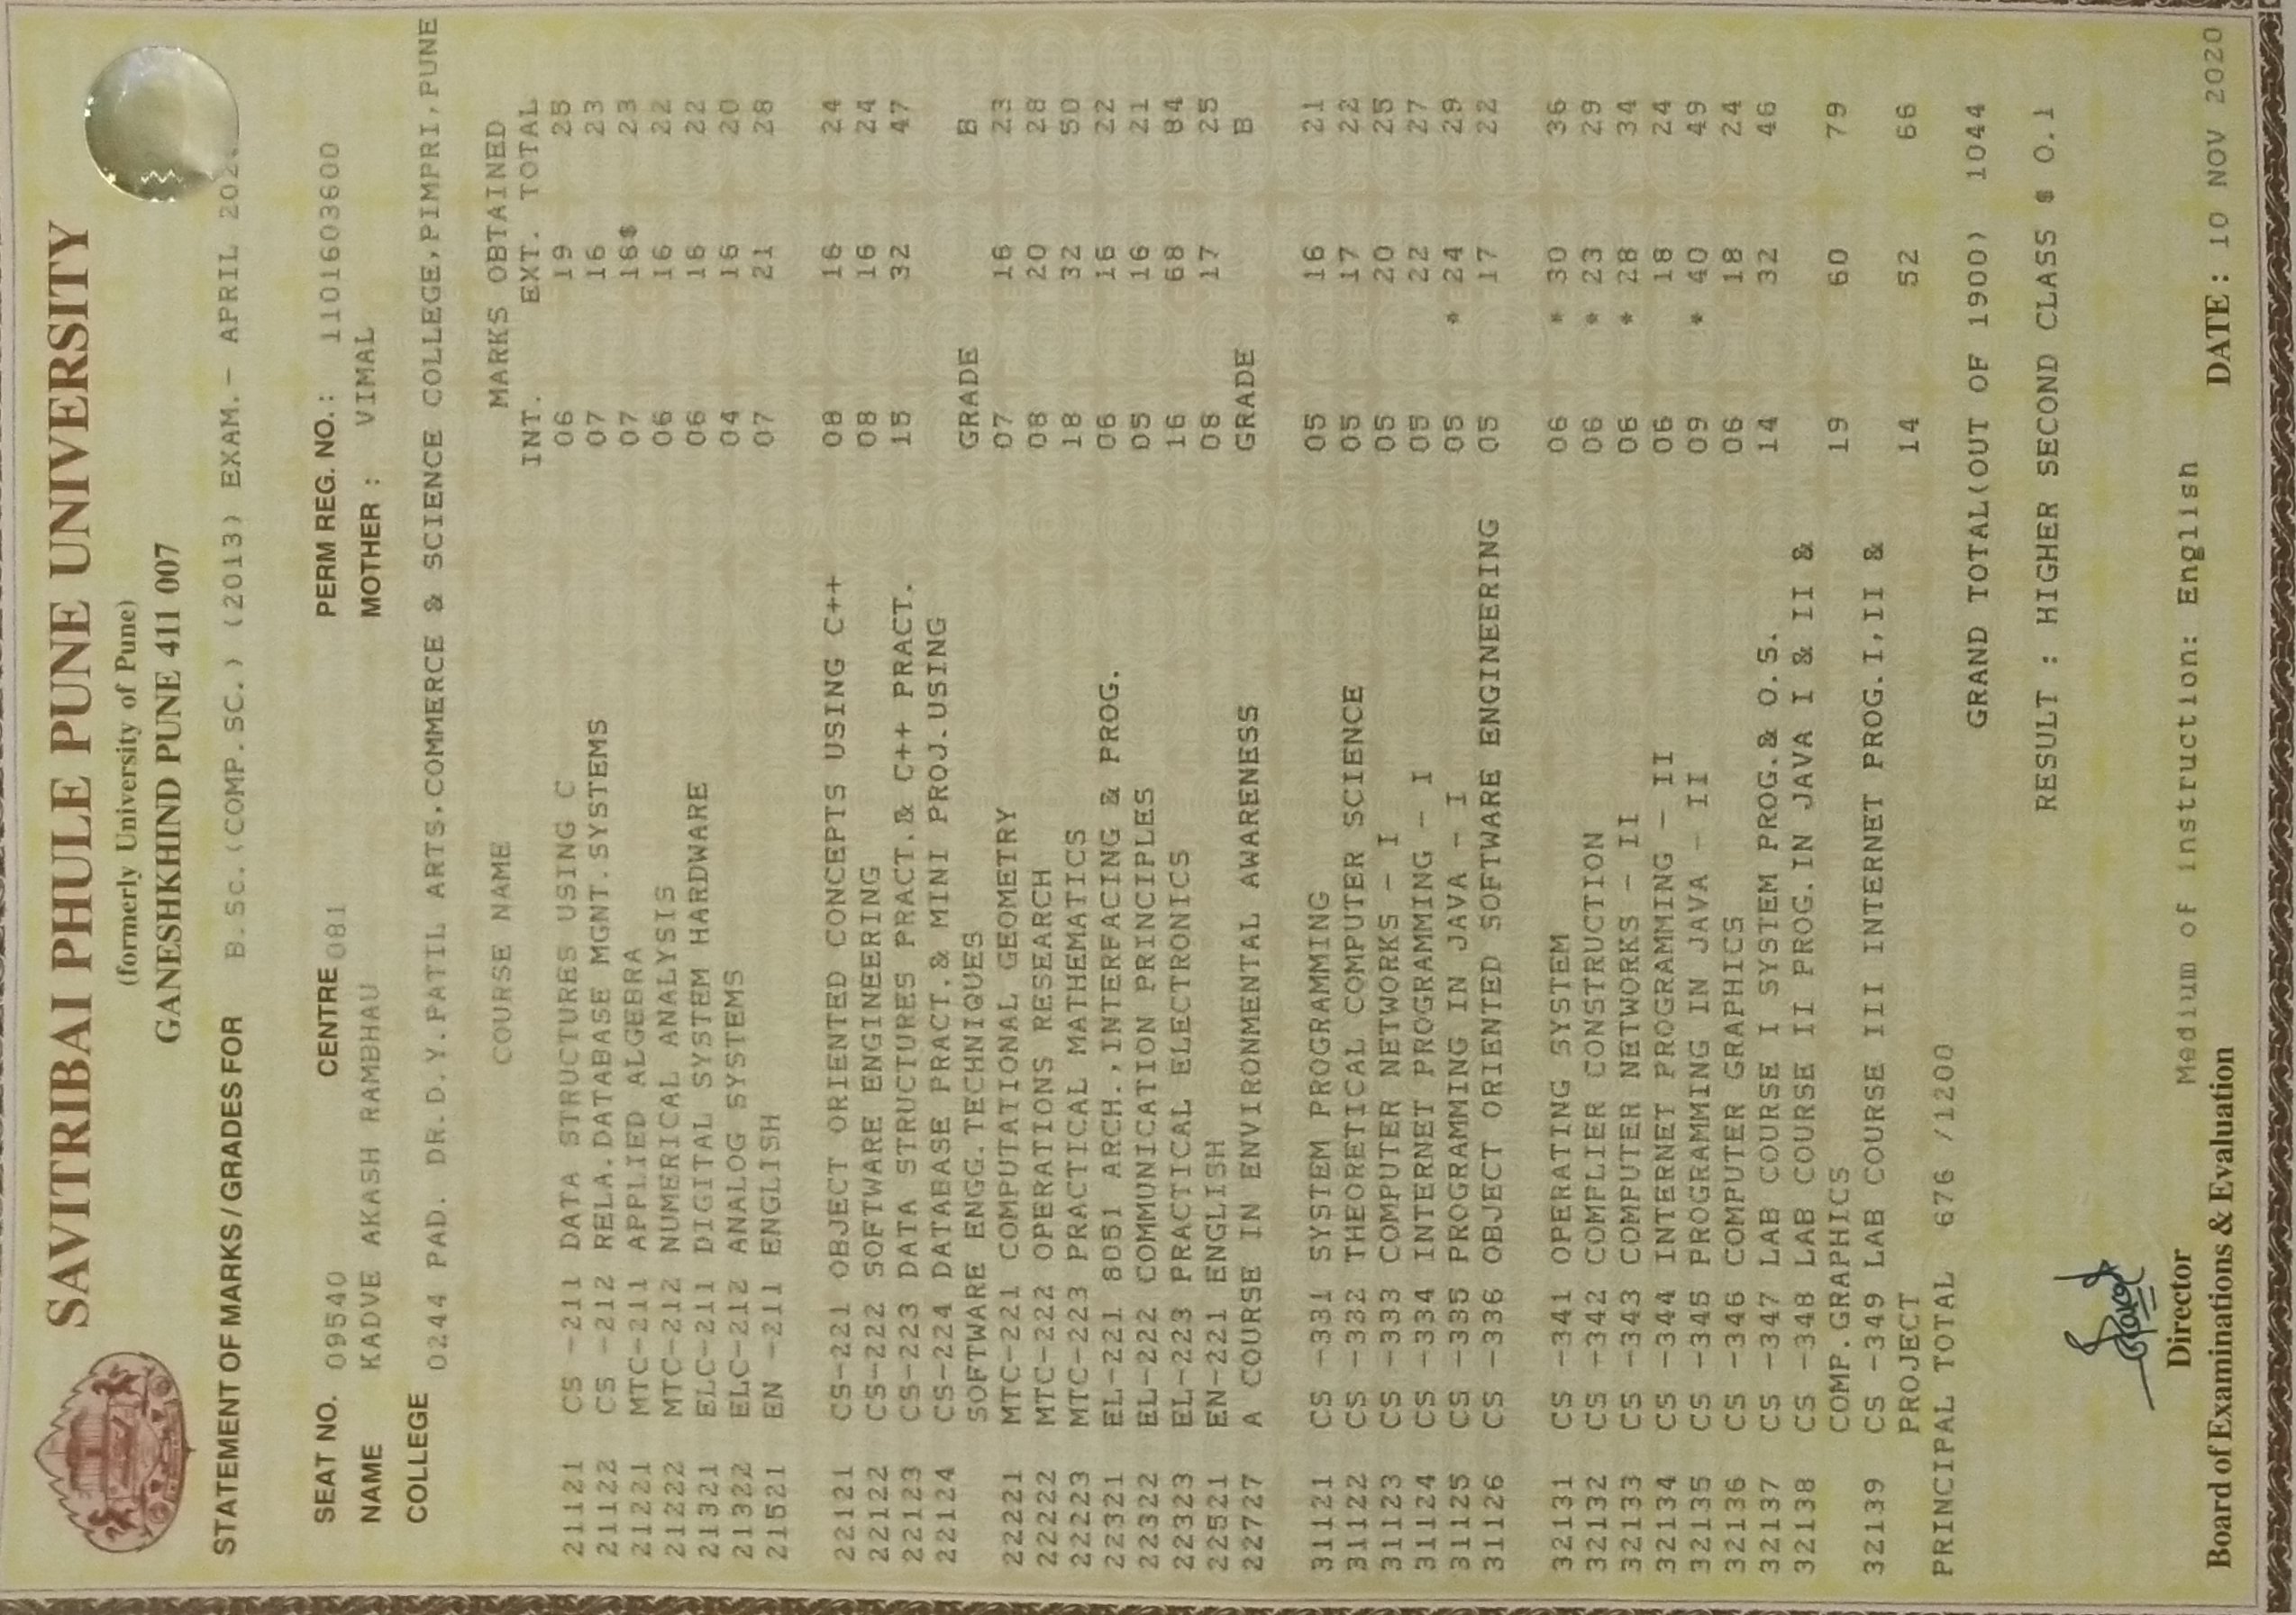 SAVITRIBAI PHULE PUNE UNIVERSITY
(formerly University of Pune)
GANESHKHIND PUNE 411 007
STATEMENT OF MARKS / GRADES FOR B.Sc.(COMP.SC.) (2013) EXAM.- APRIL
SEAT NO. 09540 CENTRE 081 PERM REG. NO. : 1101603600
NAME KADVE AKASH RAMBHAU MOTHER : VIMAL
COLLEGE 0244 PAD. DR.D.Y.PATIL ARTS,COMMERCE & SCIENCE COLLEGE,PIMPRI,PUNE
COURSE NAME MARKS OBTAINED
INT. EXT. TOTAL
21121 CS -211 DATA STRUCTURES USING C 06 19 25
21122 CS -212 RELA.DATABASE MGNT.SYSTEMS 07 16 23
21221 MTC-211 APPLIED ALGEBRA 07 16$ 23
21222 MTC-212 NUMERICAL ANALYSIS 06 16 22
21321 ELC-211 DIGITAL SYSTEM HARDWARE 06 16 22
21322 ELC-212 ANALOG SYSTEMS 04 16 20
21521 EN -211 ENGLISH 07 21 28
22121 CS-221 OBJECT ORIENTED CONCEPTS USING C++ 08 16 24
22122 CS-222 SOFTWARE ENGINEERING 08 16 24
22123 CS-223 DATA STRUCTURES PRACT.& C++ PRACT. 15 32 47
22124 CS-224 DATABASE PRACT.& MINI PROJ.USING
SOFTWARE ENGG.TECHNIQUES GRADE B
22221 MTC-221 COMPUTATIONAL GEOMETRY 07 16 23
22222 MTC-222 OPERATIONS RESEARCH 08 20 28
22223 MTC-223 PRACTICAL MATHEMATICS 18 32 50
22321 EL-221 8051 ARCH.,INTERFACING & PROG. 06 16 22
22322 EL-222 COMMUNICATION PRINCIPLES 05 16 21
22323 EL-223 PRACTICAL ELECTRONICS 16 68 84
22521 EN-221 ENGLISH 08 17 25
22727 A COURSE IN ENVIRONMENTAL AWARENESS GRADE B
31121 CS -331 SYSTEM PROGRAMMING 05 16 21
31122 CS -332 THEORETICAL COMPUTER SCIENCE 05 17 22
31123 CS -333 COMPUTER NETWORKS - I 05 20 25
31124 CS -334 INTERNET PROGRAMMING - I 05 22 27
31125 CS -335 PROGRAMMING IN JAVA - I 05 * 24 29
31126 CS -336 OBJECT ORIENTED SOFTWARE ENGINEERING 05 17 22
32131 CS -341 OPERATING SYSTEM 06 * 30 36
32132 CS -342 COMPLIER CONSTRUCTION 06 * 23 29
32133 CS -343 COMPUTER NETWORKS - II 06 * 28 34
32134 CS -344 INTERNET PROGRAMMING - II 06 18 24
32135 CS -345 PROGRAMMING IN JAVA - II 09 * 40 49
32136 CS -346 COMPUTER GRAPHICS 06 18 24
32137 CS -347 LAB COURSE I SYSTEM PROG.& O.S. 14 32 46
32138 CS -348 LAB COURSE II PROG.IN JAVA I & II &
COMP.GRAPHICS 19 60 79
32139 CS -349 LAB COURSE III INTERNET PROG.I,II &
PROJECT 14 52 66
PRINCIPAL TOTAL 676 /1200 GRAND TOTAL(OUT OF 1900) 1044
RESULT : HIGHER SECOND CLASS $ 0.1
Director Medium of instruction: English
Board of Examinations & Evaluation DATE : 10 NOV 2020